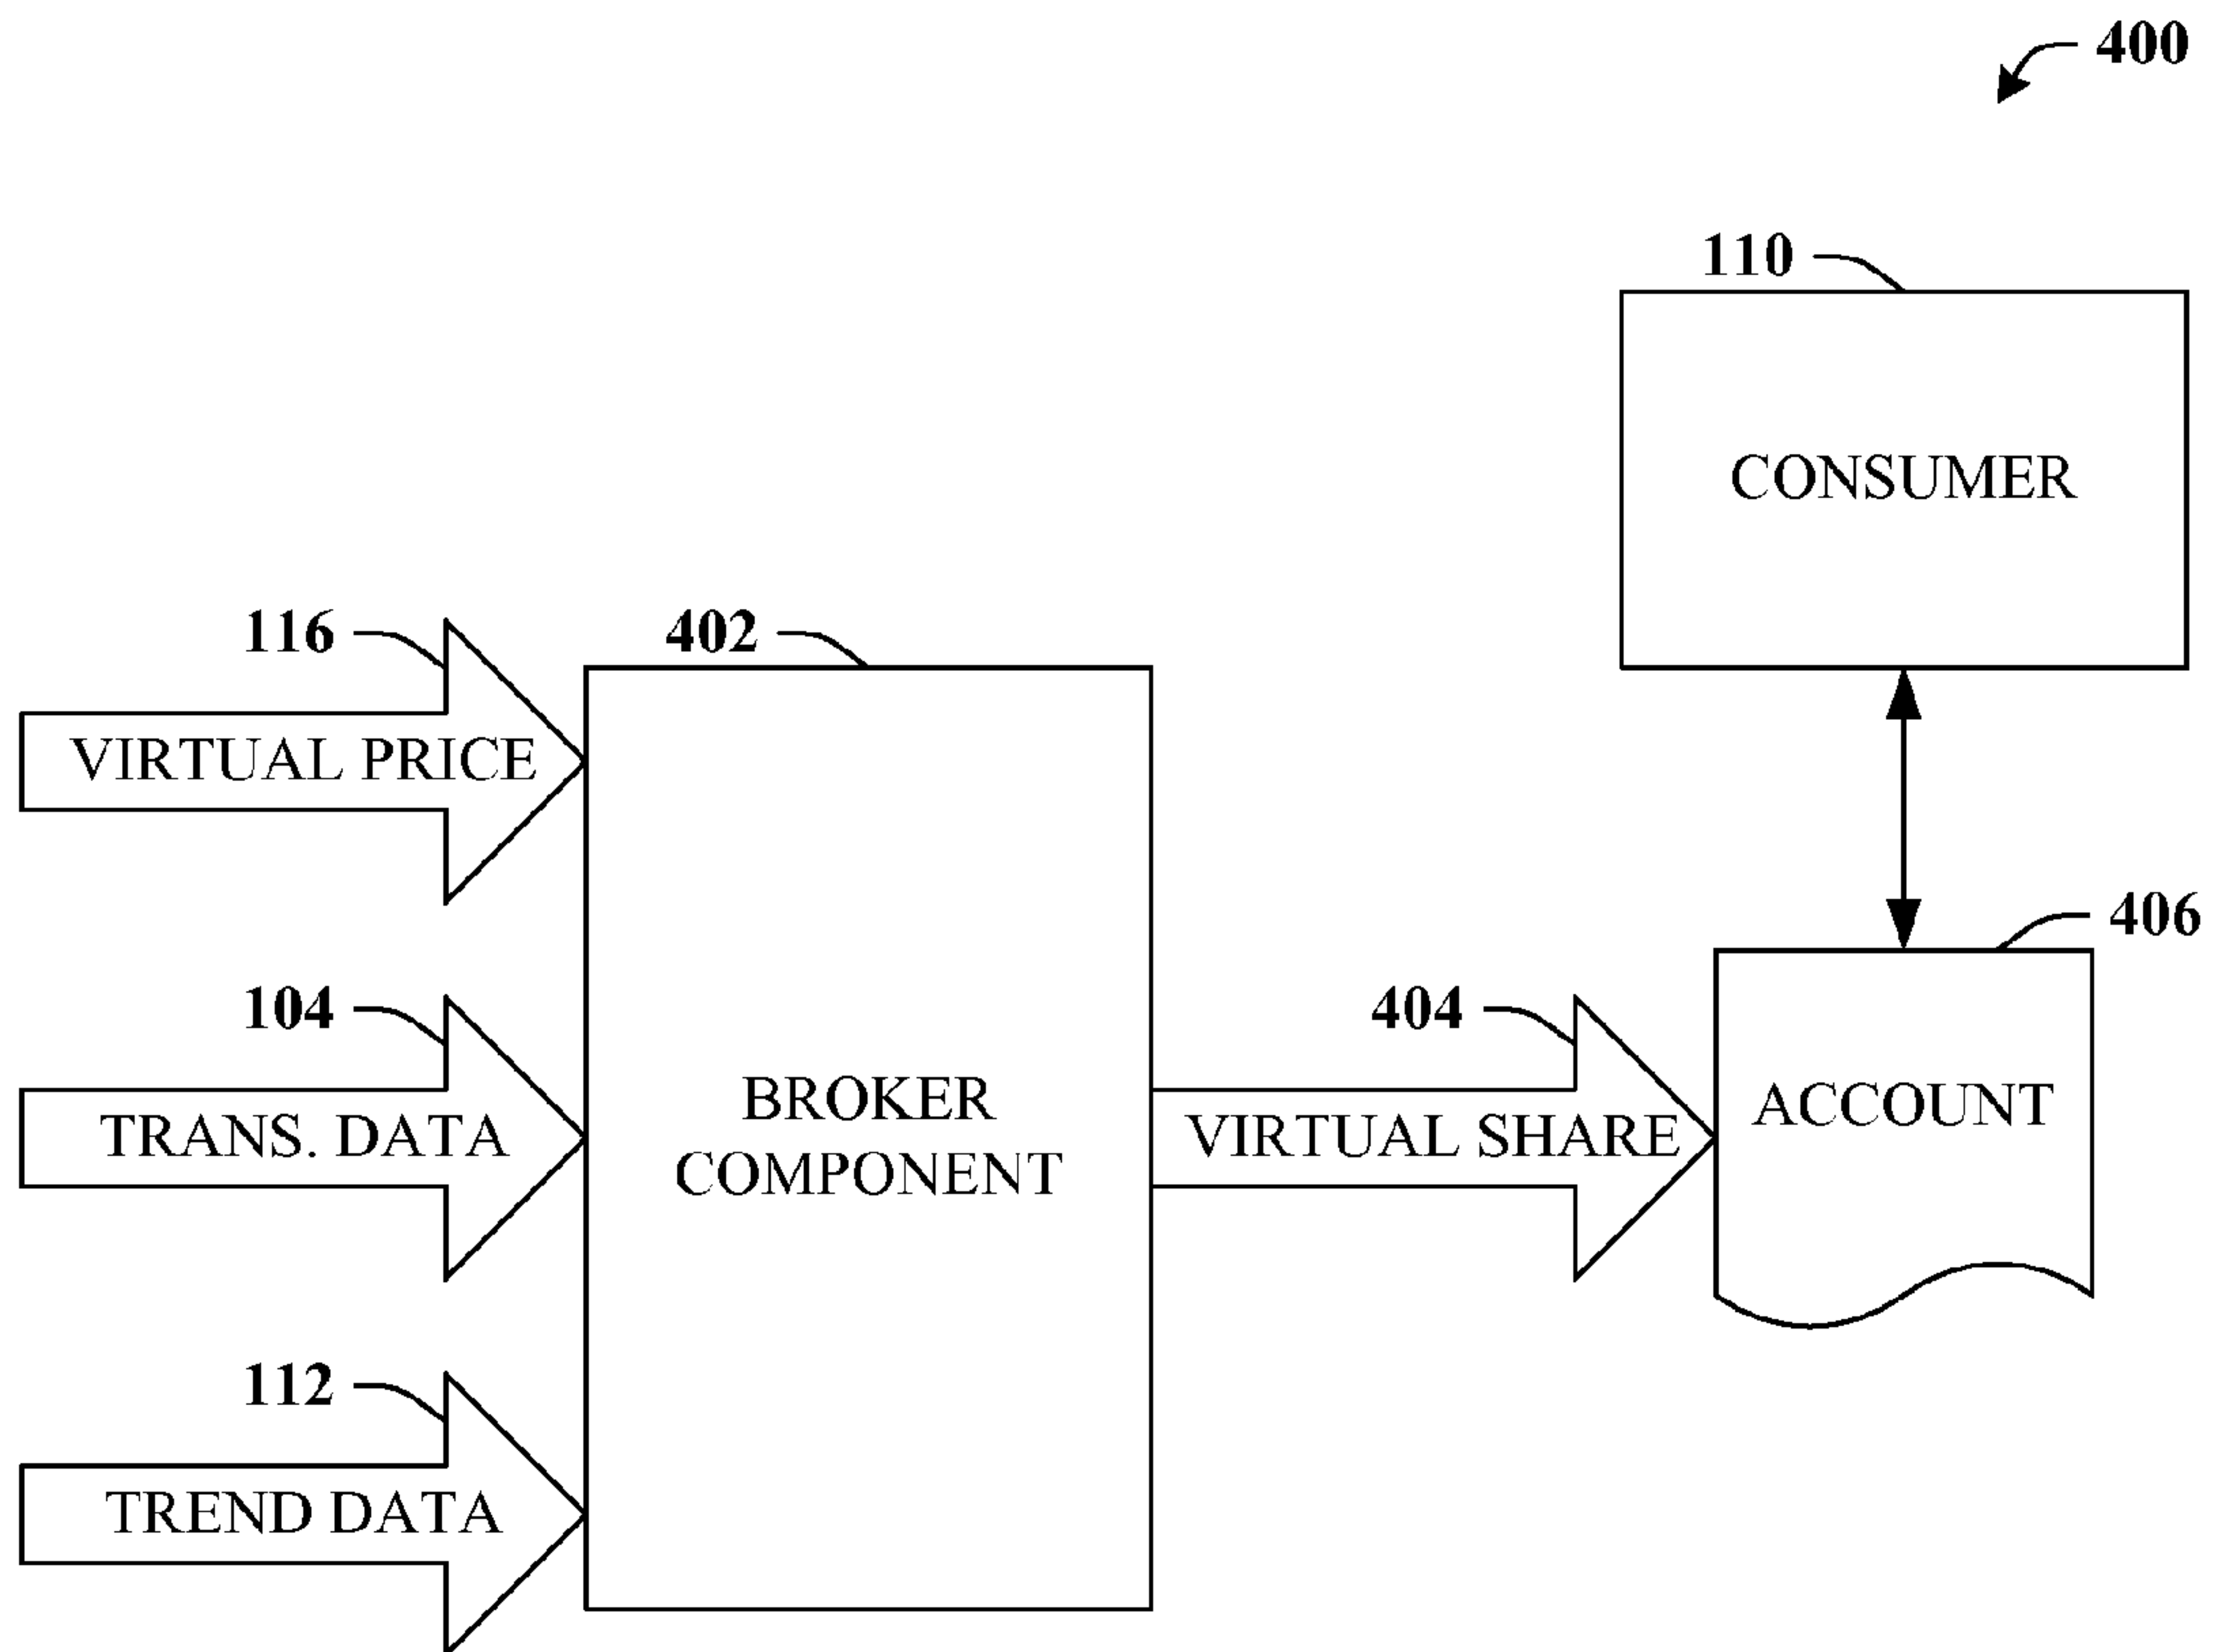 400
110
CONSUMER
116
VIRTUAL PRICE
402
BROKER
COMPONENT
104
TRANS. DATA
112
TREND DATA
404
VIRTUAL SHARE
406
ACCOUNT